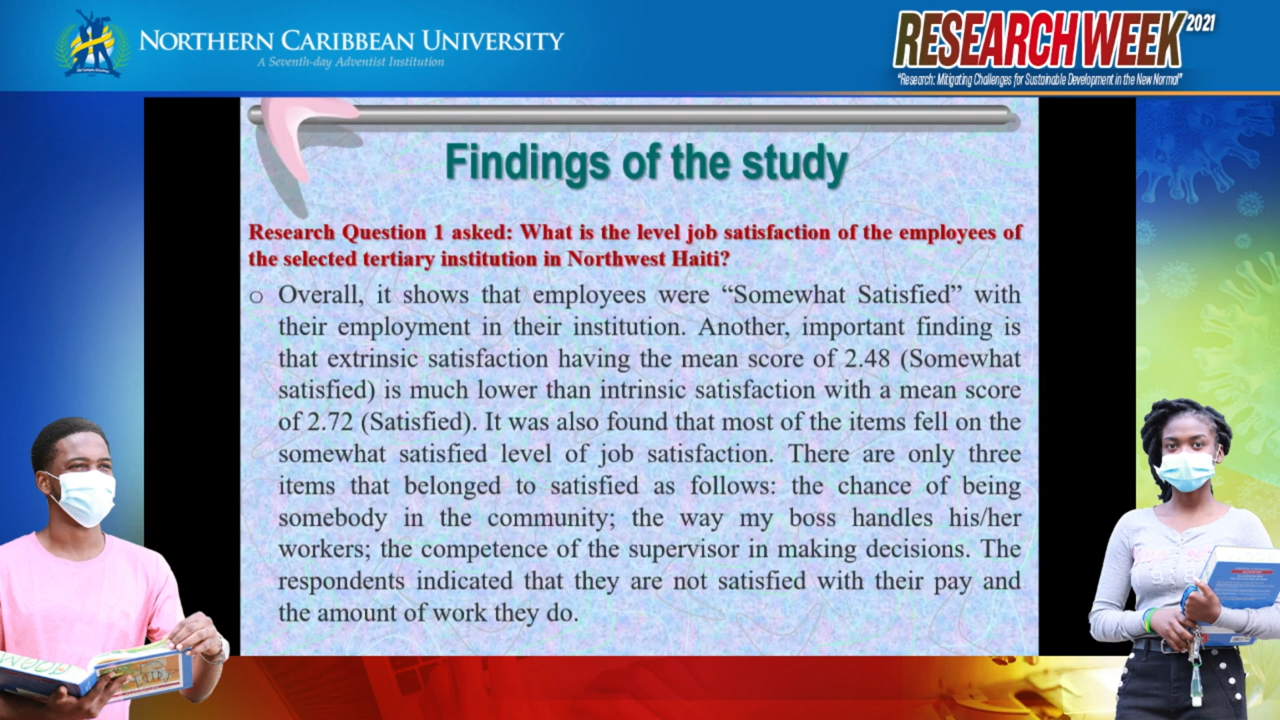 NORTHERN CARIBBEAN UNIVERSITY
A Seventh-day Adventist Institution
RESEARCH WEEK 2021
"Research: Mitigating Challenges for Sustainable Development in the New Normal"
Findings of the study
Research Question 1 asked: What is the level job satisfaction of the employees of
the selected tertiary institution in Northwest Haiti?
o Overall, it shows that employees were “Somewhat Satisfied” with
their employment in their institution. Another, important finding is
that extrinsic satisfaction having the mean score of 2.48 (Somewhat
satisfied) is much lower than intrinsic satisfaction with a mean score
of 2.72 (Satisfied). It was also found that most of the items fell on the
somewhat satisfied level of job satisfaction. There are only three
items that belonged to satisfied as follows: the chance of being
somebody in the community; the way my boss handles his/her
workers; the competence of the supervisor in making decisions. The
respondents indicated that they are not satisfied with their pay and
the amount of work they do.